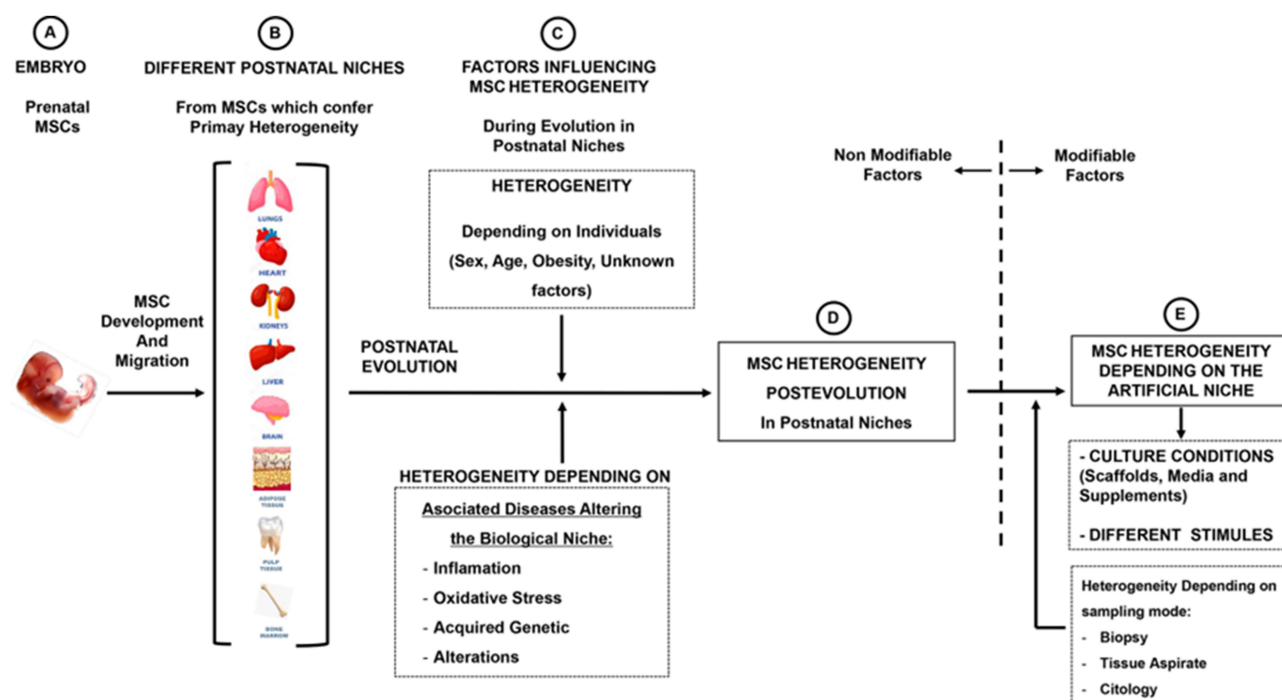 A
EMBRYO
Prenatal
MSCs
B
DIFFERENT POSTNATAL NICHES
From MSCs which confer
Primay Heterogeneity
C
FACTORS INFLUENCING
MSC HETEROGENEITY
During Evolution in
Postnatal Niches
HETEROGENEITY
Depending on Individuals
(Sex, Age, Obesity, Unknown
factors)
Non Modifiable
Factors
Modifiable
Factors
MSC
Development
And
Migration
LUNGS
HEART
KIDNEYS
LIVER
BRAIN
ADIPOSE
TISSUE
PULP
TISSUE
BONE
MARROW
POSTNATAL
EVOLUTION
HETEROGENEITY DEPENDING ON
Asociated Diseases Altering
the Biological Niche:
- Inflamation
- Oxidative Stress
- Acquired Genetic
- Alterations
D
MSC HETEROGENEITY
POSTEVOLUTION
In Postnatal Niches
E
MSC HETEROGENEITY
DEPENDING ON THE
ARTIFICIAL NICHE
- CULTURE CONDITIONS
(Scaffolds, Media and
Supplements)
- DIFFERENT STIMULES
Heterogeneity Depending on
sampling mode:
- Biopsy
- Tissue Aspirate
- Citology